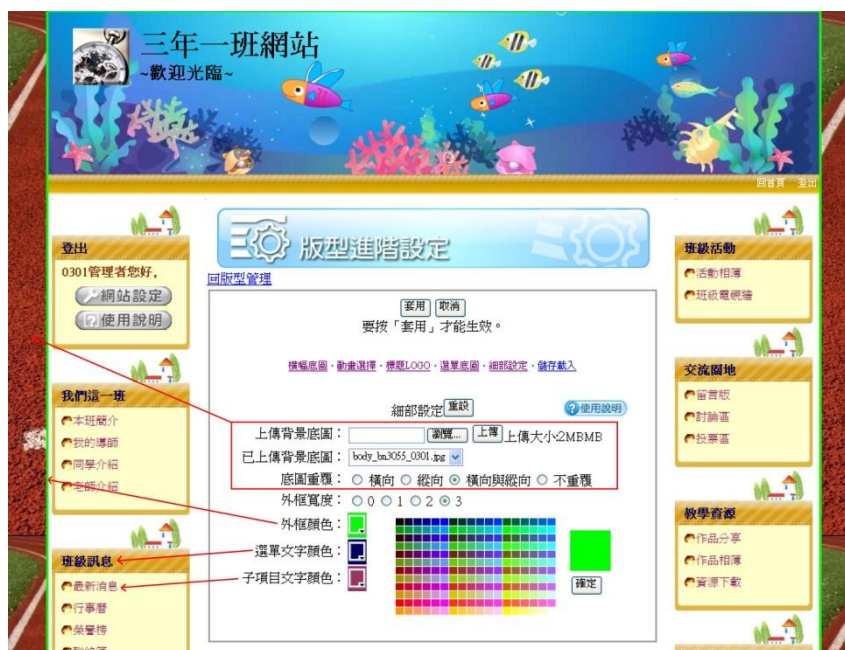 三年一班網站
~歡迎光臨~
回首頁 登出
登出
0301管理者您好,
網站設定
使用說明
我們這一班
本班簡介
我的導師
同學介紹
老師介紹
班級訊息
最新消息
行事曆
榮譽榜
版型進階設定
回版型管理
套用 取消
要按「套用」才能生效。
橫幅底圖‧動畫選擇‧標題LOGO‧選單底圖‧細部設定‧儲存載入
細部設定 重設 使用說明
上傳背景底圖: 瀏覽... 上傳 上傳大小2MBMB
已上傳背景底圖: body_bn3055_0301.jpg
底圖重覆: 橫向 縱向 橫向與縱向 不重覆
外框寬度: 0 1 2 3
外框顏色:
選單文字顏色:
子項目文字顏色:
確定
班級活動
活動相簿
班級電視牆
交流園地
留言版
討論區
投票區
教學資源
作品分享
作品相簿
資源下載